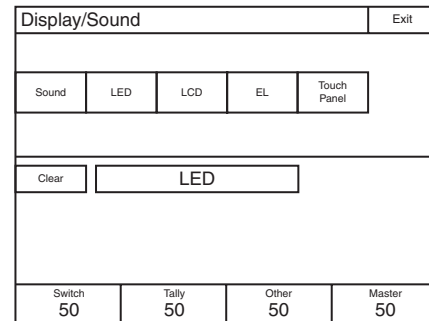 Display/Sound Exit
Sound LED LCD EL Touch Panel
Clear LED
Switch Tally Other Master
50 50 50 50